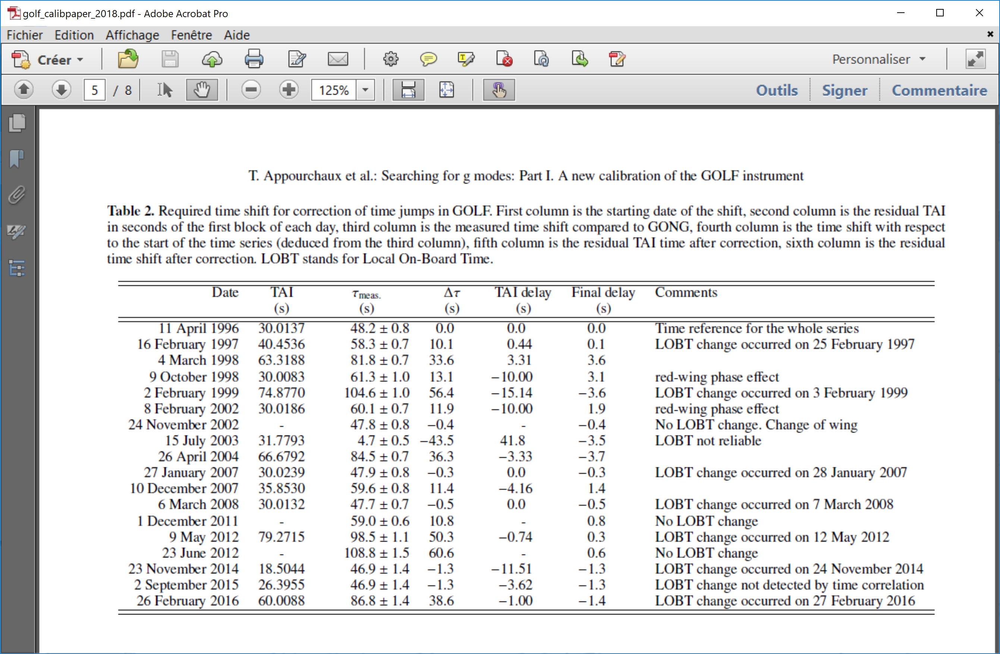 golf_calibpaper_2018.pdf - Adobe Acrobat Pro
Fichier Edition Affichage Fenêtre Aide
Créer Personnaliser
5 / 8 125% Outils Signer Commentaire
T. Appourchaux et al.: Searching for g modes: Part I. A new calibration of the GOLF instrument
Table 2. Required time shift for correction of time jumps in GOLF. First column is the starting date of the shift, second column is the residual TAI
in seconds of the first block of each day, third column is the measured time shift compared to GONG, fourth column is the time shift with respect
to the start of the time series (deduced from the third column), fifth column is the residual TAI time after correction, sixth column is the residual
time shift after correction. LOBT stands for Local On-Board Time.
Date TAI τmeas. Δτ TAI delay Final delay Comments
(s) (s) (s) (s) (s)
11 April 1996 30.0137 48.2 ± 0.8 0.0 0.0 0.0 Time reference for the whole series
16 February 1997 40.4536 58.3 ± 0.7 10.1 0.44 0.1 LOBT change occurred on 25 February 1997
4 March 1998 63.3188 81.8 ± 0.7 33.6 3.31 3.6
9 October 1998 30.0083 61.3 ± 1.0 13.1 −10.00 3.1 red-wing phase effect
2 February 1999 74.8770 104.6 ± 1.0 56.4 −15.14 −3.6 LOBT change occurred on 3 February 1999
8 February 2002 30.0186 60.1 ± 0.7 11.9 −10.00 1.9 red-wing phase effect
24 November 2002 - 47.8 ± 0.8 −0.4 - −0.4 No LOBT change. Change of wing
15 July 2003 31.7793 4.7 ± 0.5 −43.5 41.8 −3.5 LOBT not reliable
26 April 2004 66.6792 84.5 ± 0.7 36.3 −3.33 −3.7
27 January 2007 30.0239 47.9 ± 0.8 −0.3 0.0 −0.3 LOBT change occurred on 28 January 2007
10 December 2007 35.8530 59.6 ± 0.8 11.4 −4.16 1.4
6 March 2008 30.0132 47.7 ± 0.7 −0.5 0.0 −0.5 LOBT change occurred on 7 March 2008
1 December 2011 - 59.0 ± 0.6 10.8 - 0.8 No LOBT change
9 May 2012 79.2715 98.5 ± 1.1 50.3 −0.74 0.3 LOBT change occurred on 12 May 2012
23 June 2012 - 108.8 ± 1.5 60.6 - 0.6 No LOBT change
23 November 2014 18.5044 46.9 ± 1.4 −1.3 −11.51 −1.3 LOBT change occurred on 24 November 2014
2 September 2015 26.3955 46.9 ± 1.4 −1.3 −3.62 −1.3 LOBT change not detected by time correlation
26 February 2016 60.0088 86.8 ± 1.4 38.6 −1.00 −1.4 LOBT change occurred on 27 February 2016